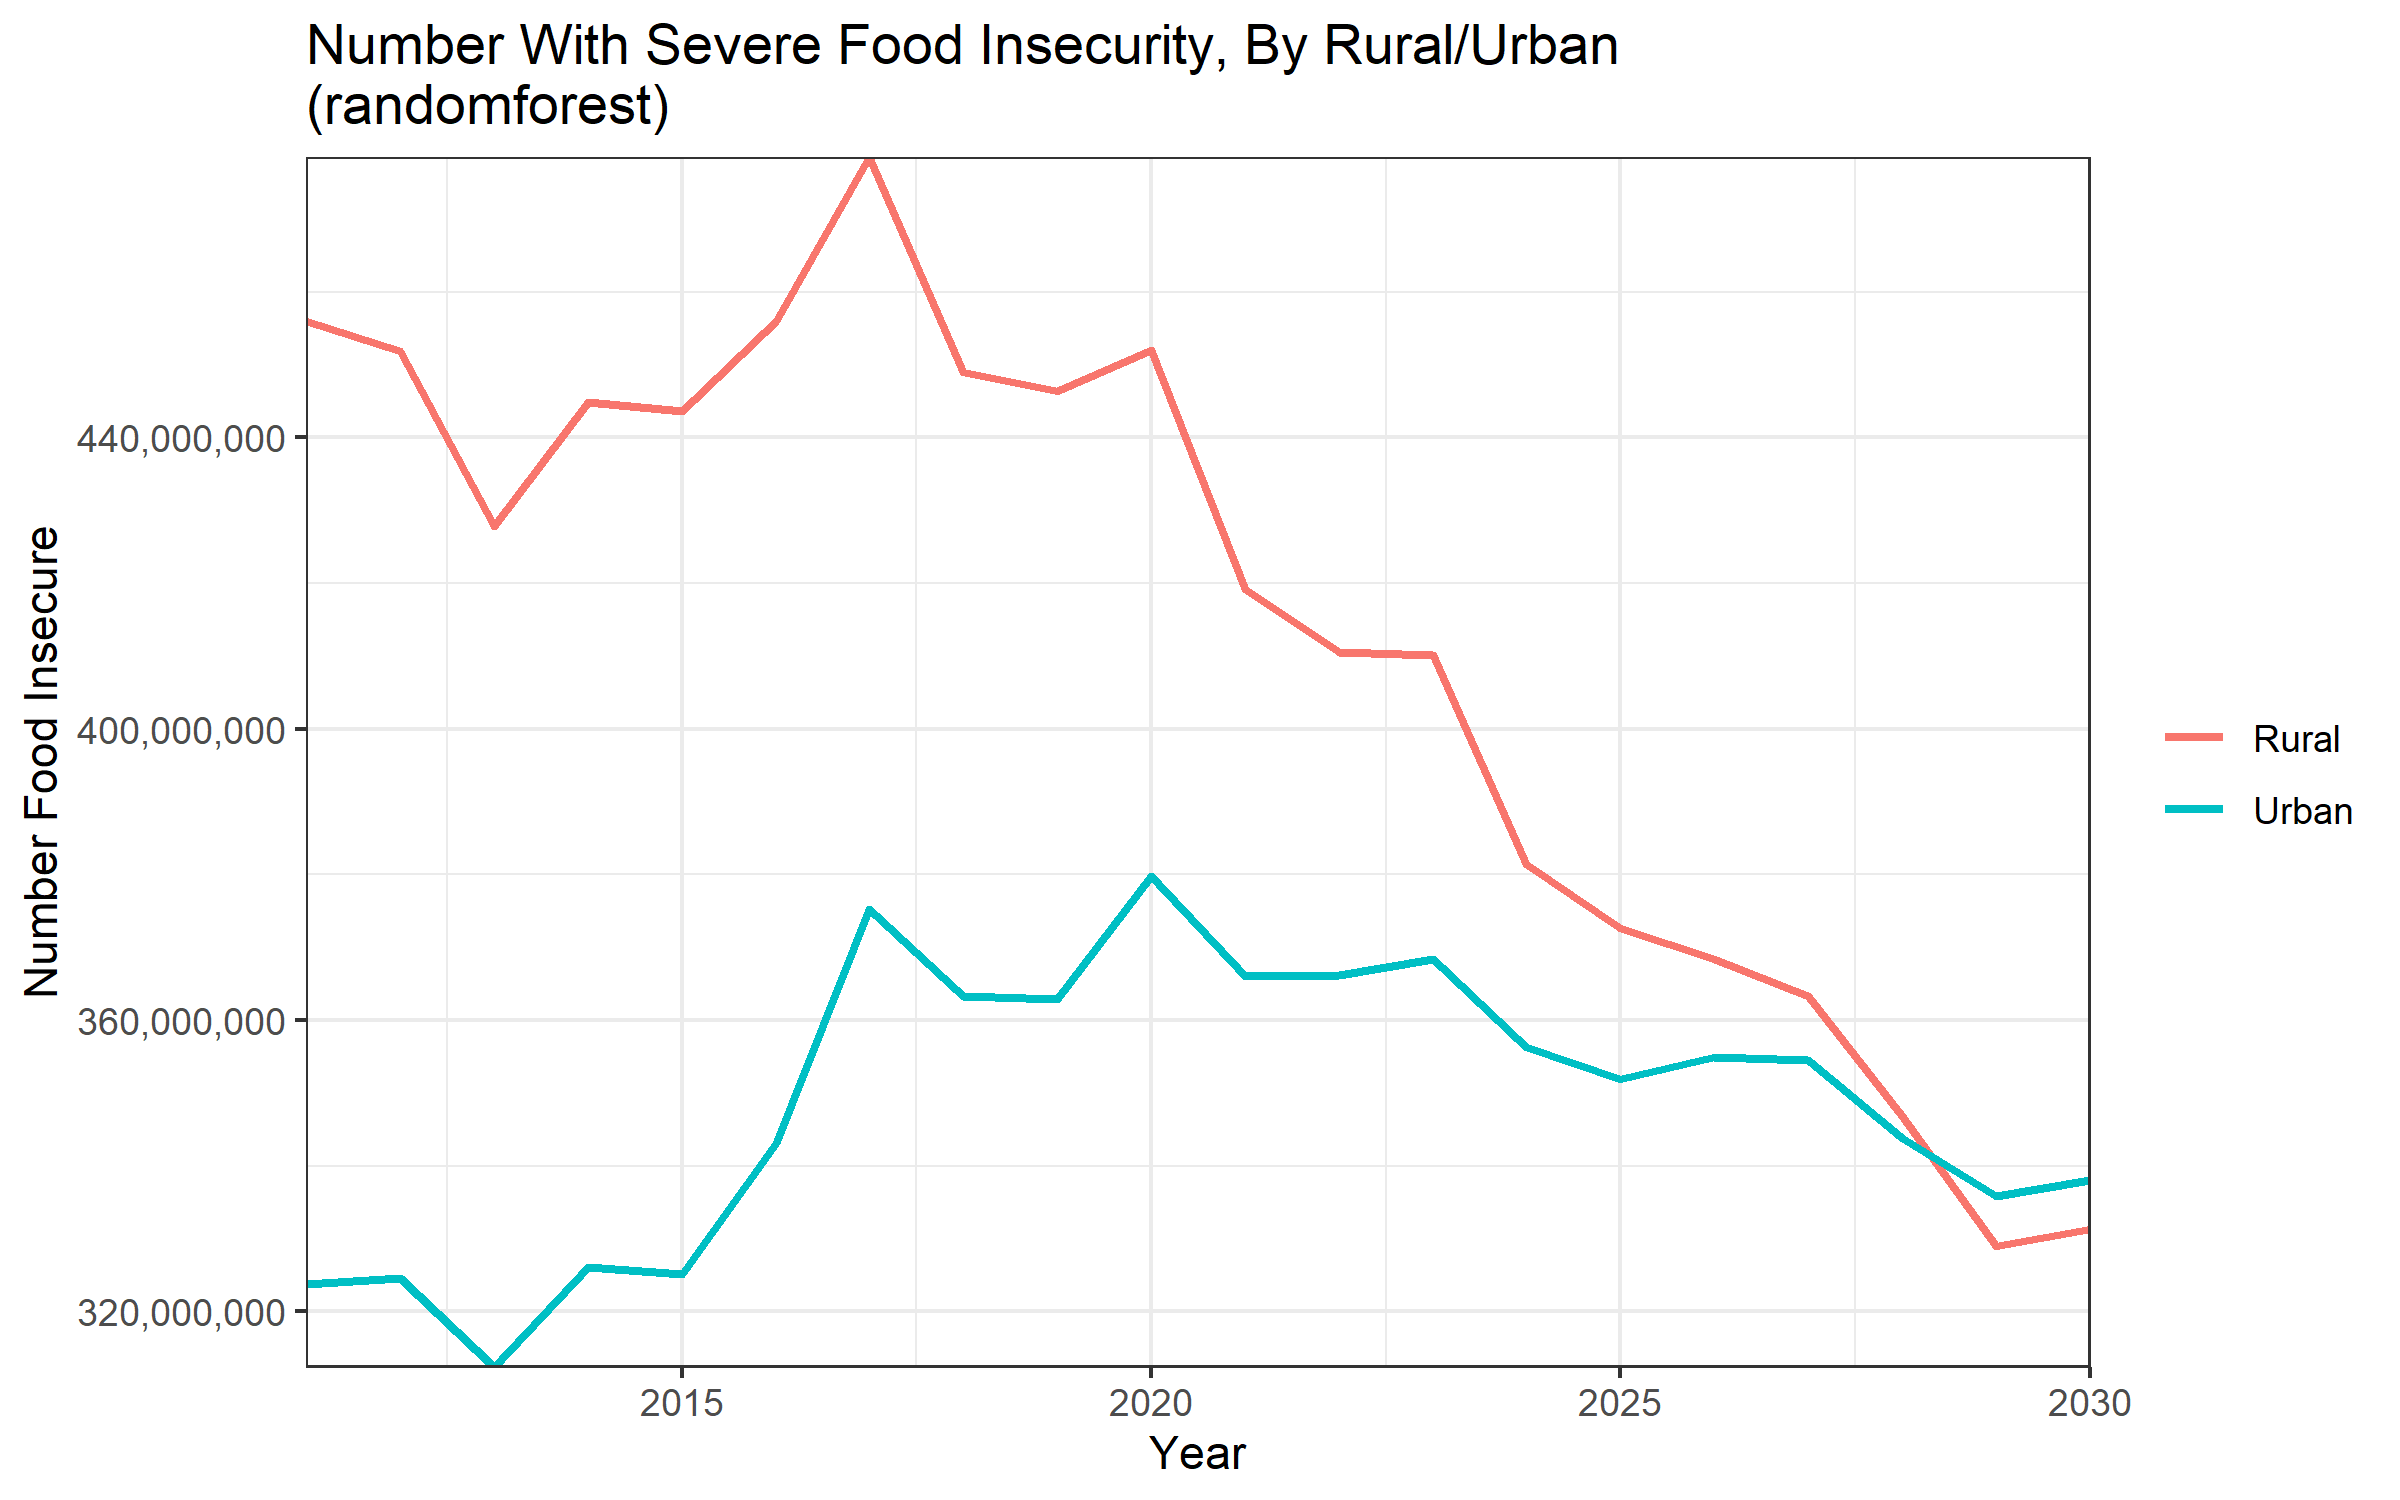 Number With Severe Food Insecurity, By Rural/Urban
(randomforest)
Number Food Insecure
440,000,000
400,000,000
360,000,000
320,000,000
2015
2020
2025
2030
Year
Rural
Urban